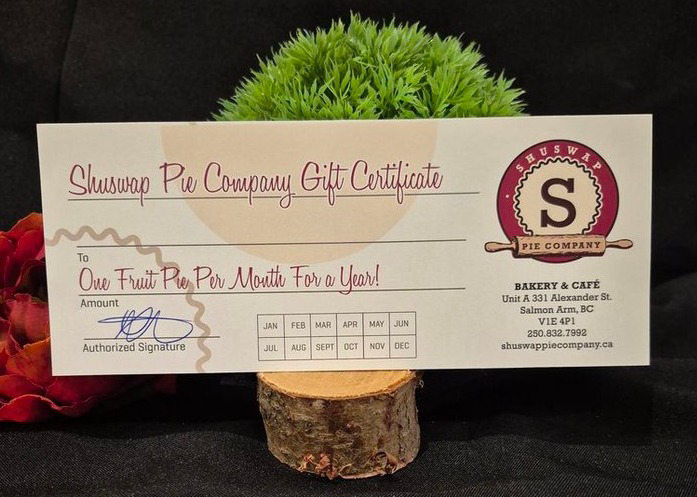 Shuswap Pie Company Gift Certificate
To
One Fruit Pie Per Month For a Year!
Amount
Authorized Signature
JAN FEB MAR APR MAY JUN
JUL AUG SEPT OCT NOV DEC
SHUSWAP
S
PIE COMPANY
BAKERY & CAFÉ
Unit A 331 Alexander St.
Salmon Arm, BC
V1E 4P1
250.832.7992
shuswappiecompany.ca